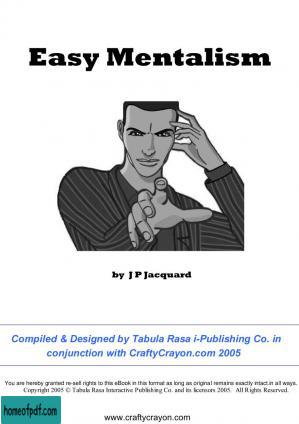 Easy Mentalism
by J P Jacquard
Compiled & Designed by Tabula Rasa i-Publishing Co. in
conjunction with CraftyCrayon.com 2005
You are hereby granted re-sell rights to this eBook in this format as long as original remains exactly intact.in all ways.
Copyright 2005 © Tabula Rasa Interactive Publishing Co. and its licensors 2005. All Rights Reserved.
homeofpdf.com
www.craftycrayon.com